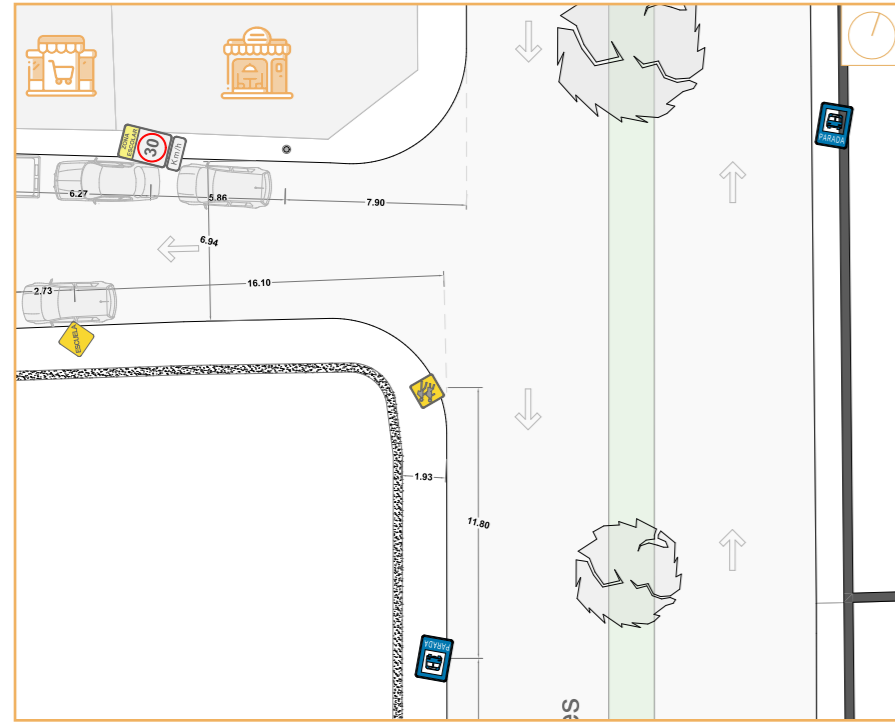 PARADA
ZONA
ESCOLAR
30
Km/h
6.27
5.86
7.90
6.94
16.10
2.73
ESCUELA
1.93
11.80
PARADA
es